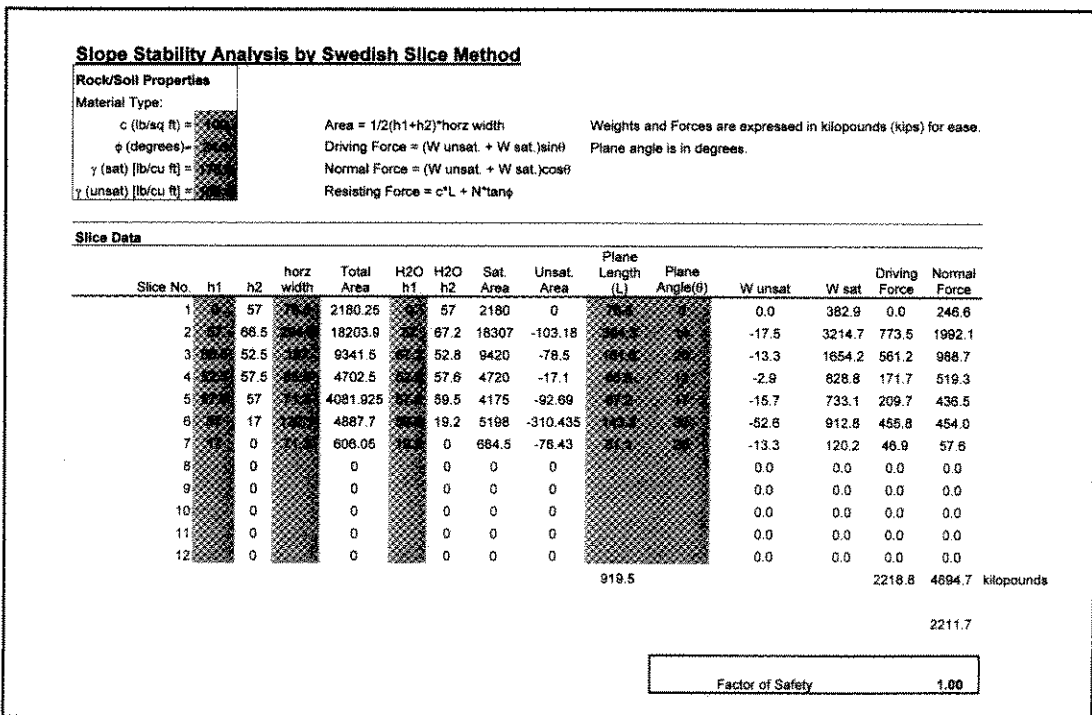 Slope Stability Analysis by Swedish Slice Method
Rock/Soil Properties
Material Type:
c (lb/sq ft) =
Area = 1/2(h1+h2)*horz width
Weights and Forces are expressed in kilopounds (kips) for ease.
φ (degrees)=
Driving Force = (W unsat. + W sat.)sinθ
Plane angle is in degrees.
γ (sat) [lb/cu ft] =
Normal Force = (W unsat. + W sat.)cosθ
γ (unsat) [lb/cu ft] =
Resisting Force = c*L + N*tanφ
Slice Data
Slice No. h1 h2 horz width Total Area H2O h1 H2O h2 Sat. Area Unsat. Area Plane Length (L) Plane Angle(θ) W unsat W sat Driving Force Normal Force
1 57 2180.25 57 2180 0 0.0 382.9 0.0 246.6
2 66.5 18203.9 67.2 18307 -103.18 -17.5 3214.7 773.5 1992.1
3 52.5 9341.5 52.8 9420 -78.5 -13.3 1654.2 561.2 988.7
4 57.5 4702.5 57.6 4720 -17.1 -2.9 828.8 171.7 519.3
5 57 4081.925 59.5 4175 -92.69 -15.7 733.1 209.7 436.5
6 17 4887.7 19.2 5198 -310.435 -52.6 912.8 455.8 454.0
7 0 606.05 0 684.5 -76.43 -13.3 120.2 46.9 57.6
8 0 0 0 0 0 0.0 0.0 0.0 0.0
9 0 0 0 0 0 0.0 0.0 0.0 0.0
10 0 0 0 0 0 0.0 0.0 0.0 0.0
11 0 0 0 0 0 0.0 0.0 0.0 0.0
12 0 0 0 0 0 0.0 0.0 0.0 0.0
919.5 2218.8 4694.7 kilopounds
2211.7
Factor of Safety 1.00